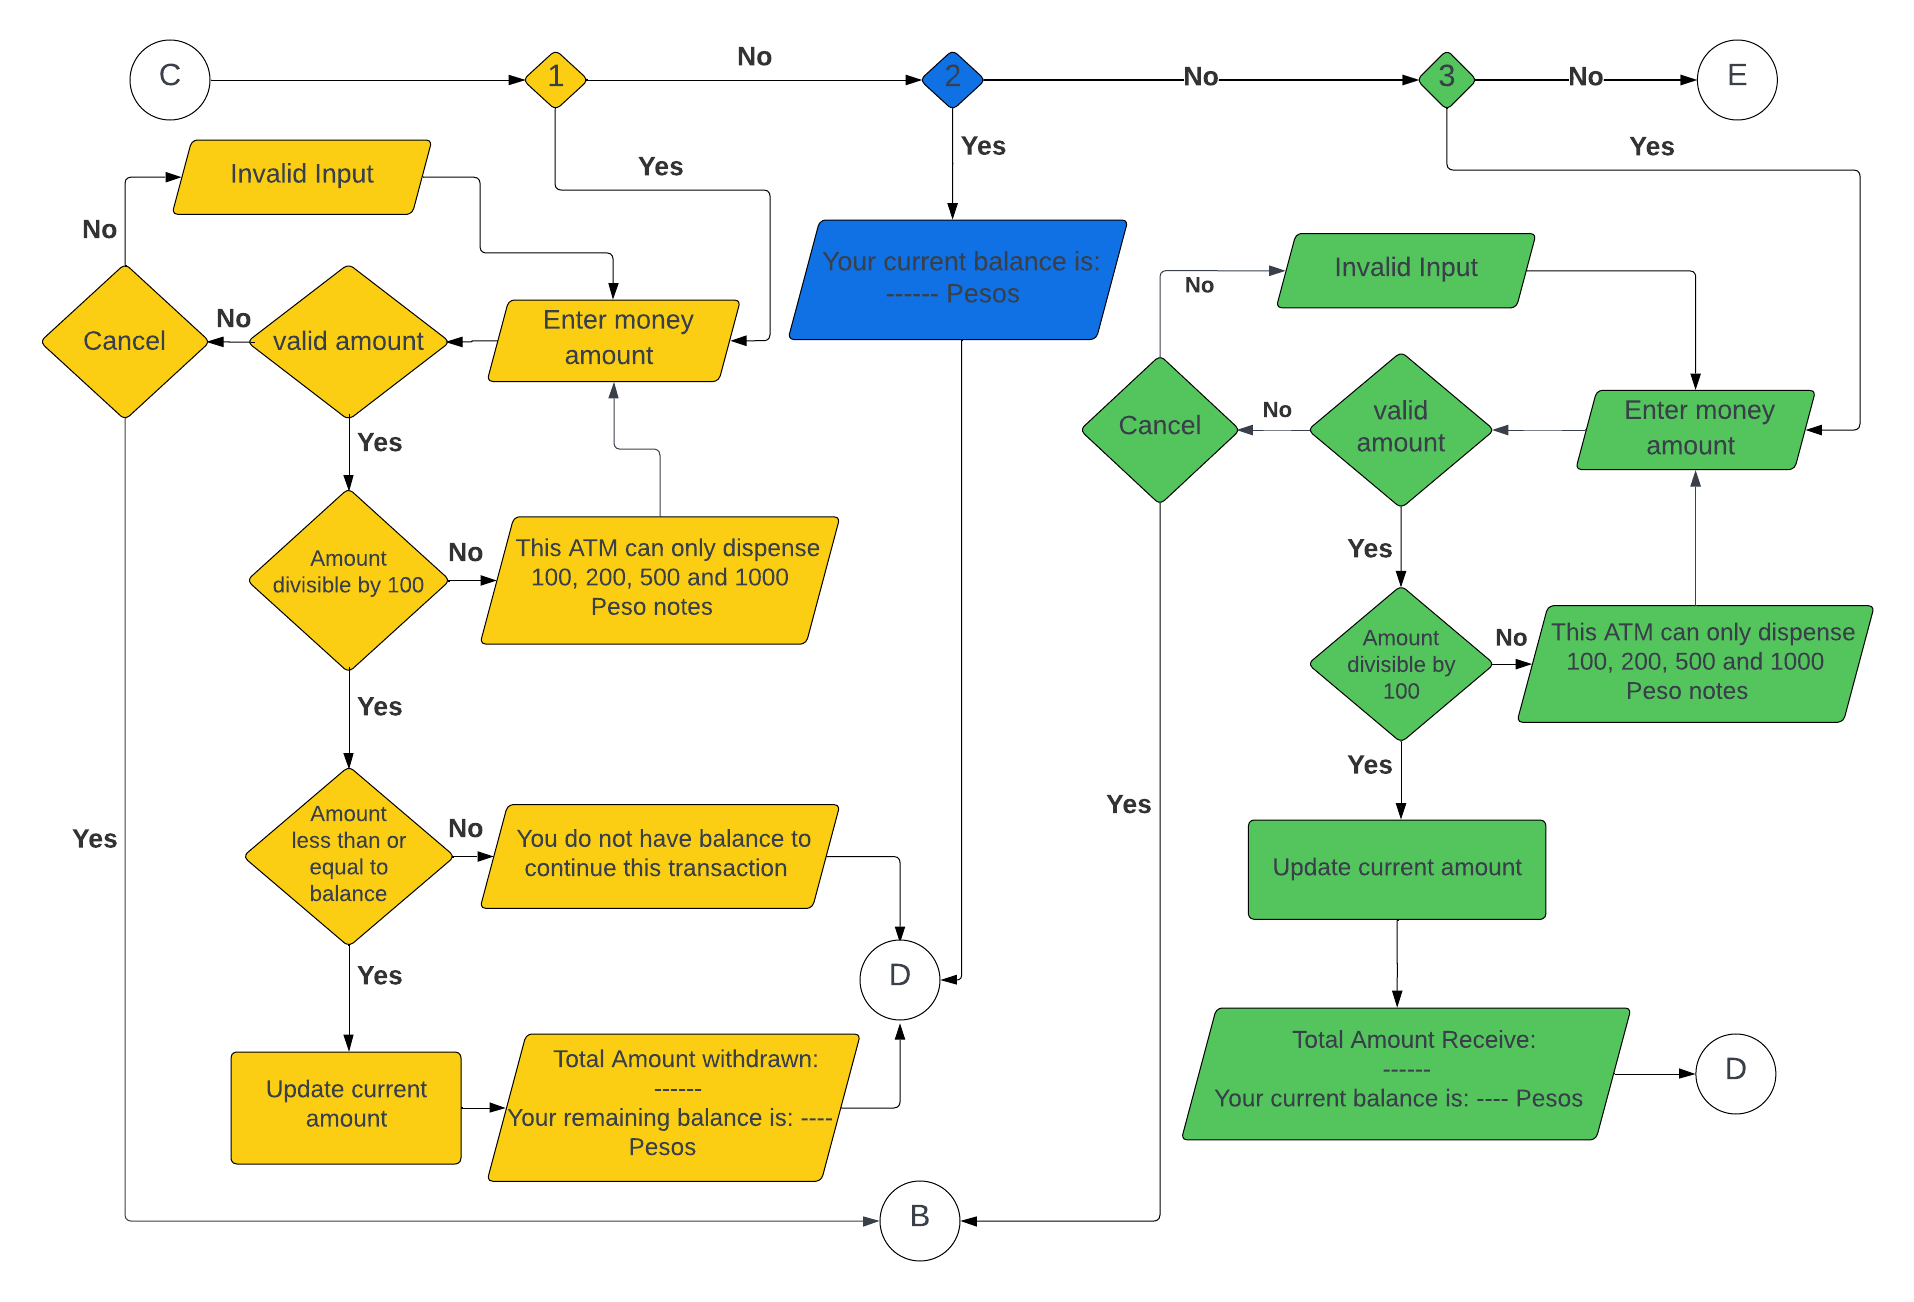 C
1
No
2
No
3
No
E
Yes
Yes
Yes
Invalid Input
No
Cancel
No
valid amount
Enter money
amount
Yes
Amount
divisible by 100
No
This ATM can only dispense
100, 200, 500 and 1000
Peso notes
Yes
Amount
less than or
equal to
balance
No
You do not have balance to
continue this transaction
Yes
Yes
Update current
amount
Total Amount withdrawn:
------
Your remaining balance is: ----
Pesos
Your current balance is:
------ Pesos
D
B
Invalid Input
No
Cancel
No
valid
amount
Enter money
amount
Yes
Amount
divisible by
100
No
This ATM can only dispense
100, 200, 500 and 1000
Peso notes
Yes
Yes
Update current amount
Total Amount Receive:
------
Your current balance is: ---- Pesos
D